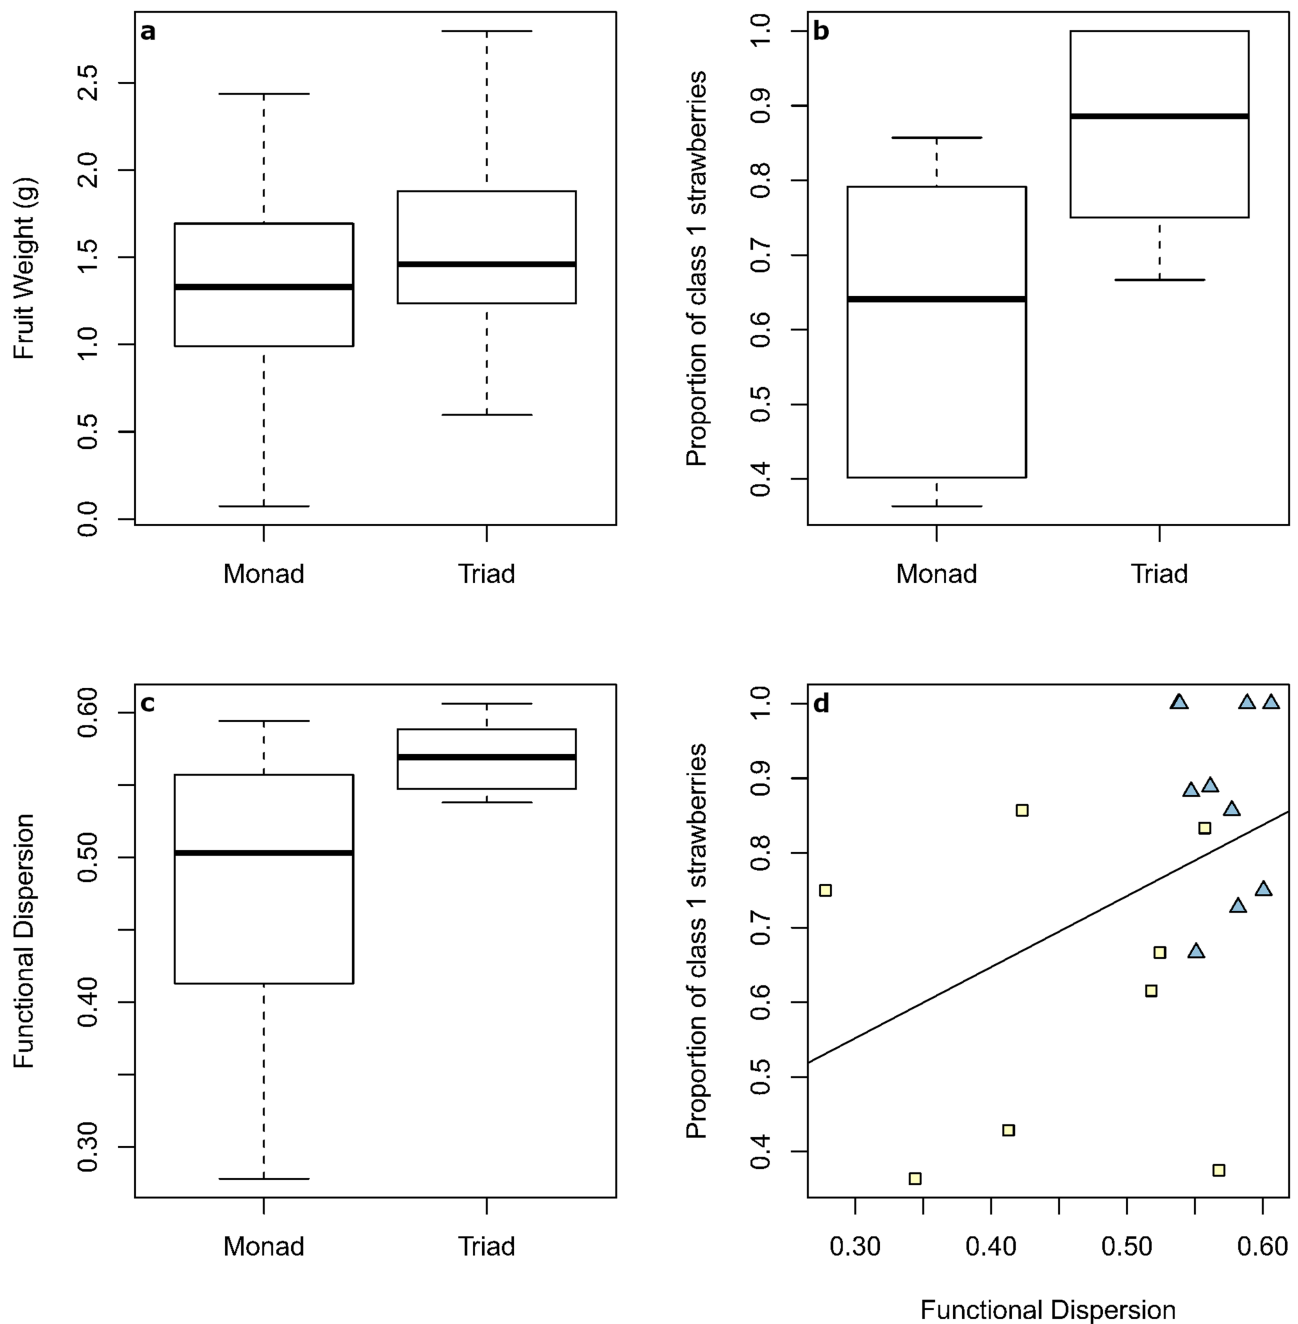 a
Fruit Weight (g)
2.5
2.0
1.5
1.0
0.5
0.0
Monad Triad
b
Proportion of class 1 strawberries
1.0
0.9
0.8
0.7
0.6
0.5
0.4
Monad Triad
c
Functional Dispersion
0.60
0.50
0.40
0.30
Monad Triad
d
Proportion of class 1 strawberries
1.0
0.9
0.8
0.7
0.6
0.5
0.4
0.30 0.40 0.50 0.60
Functional Dispersion